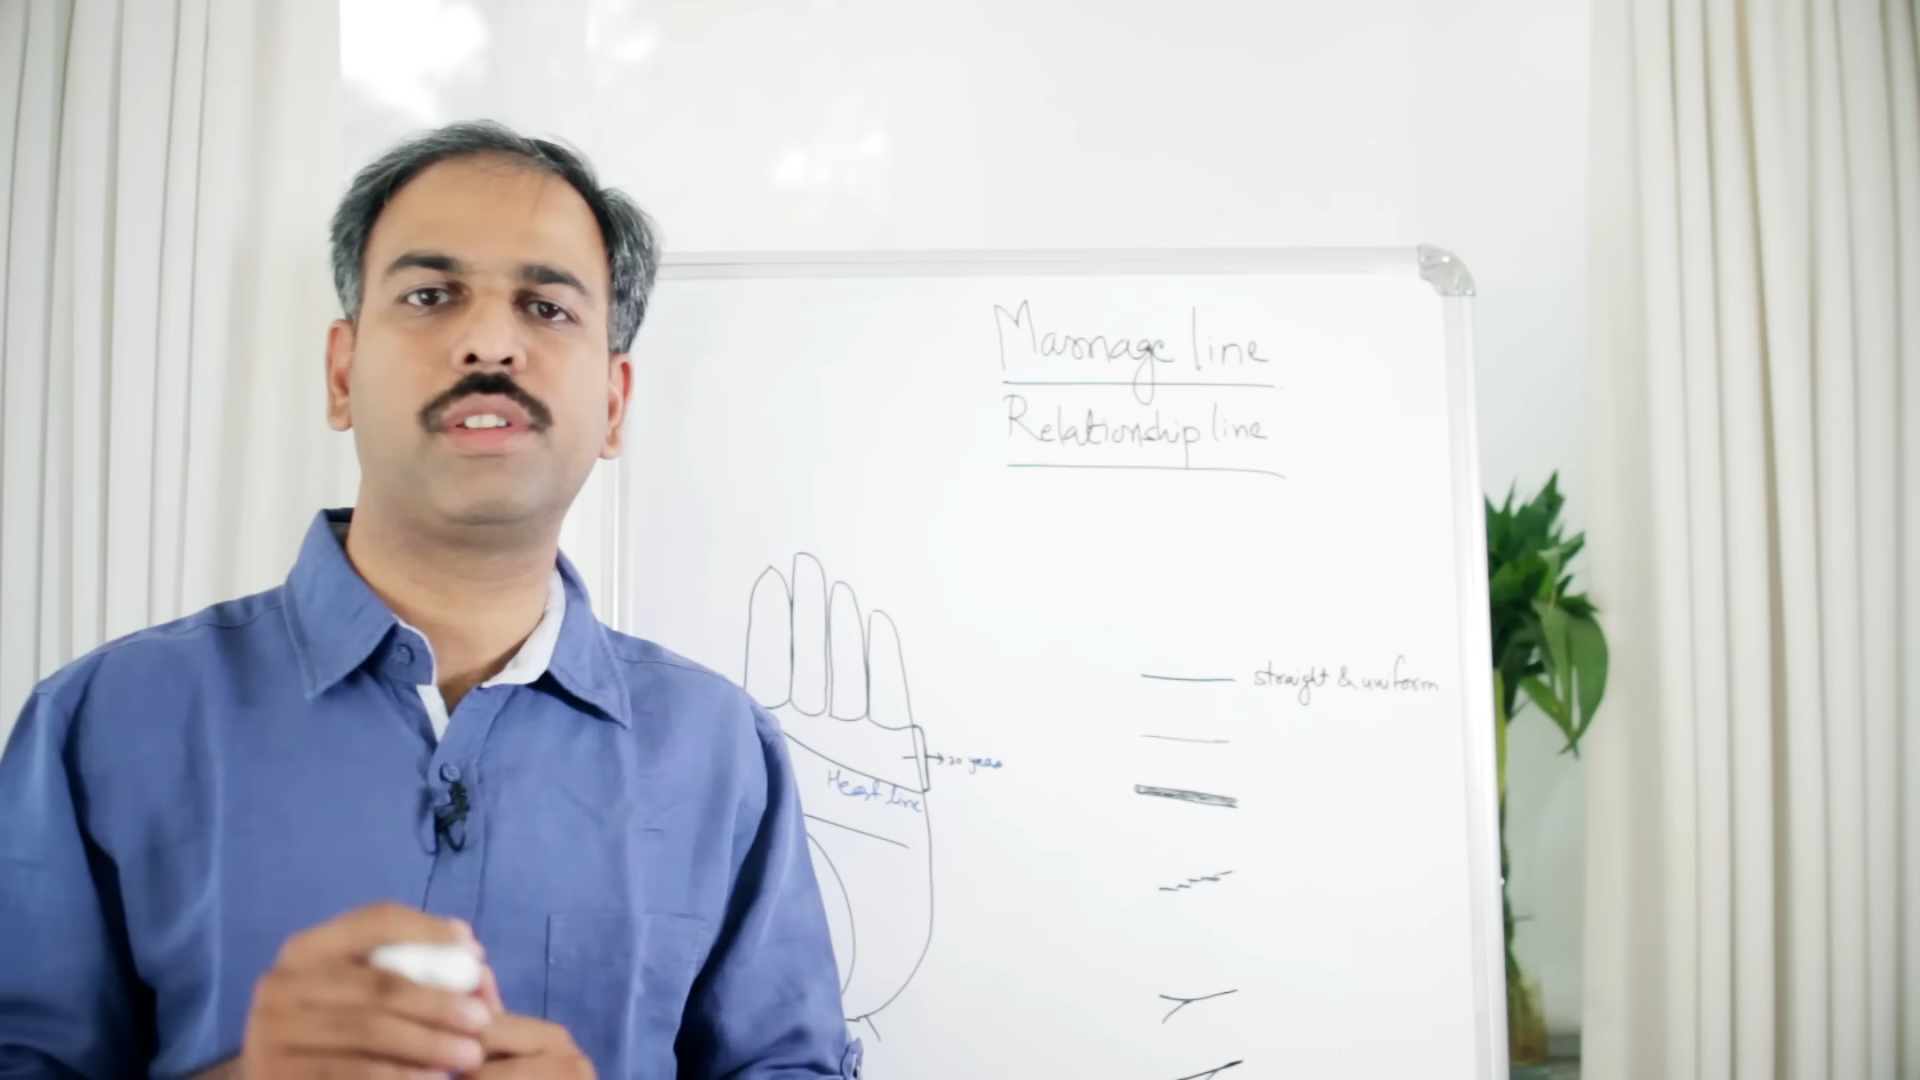 Marriage line
Relationship line
straight & uniform
20 years
Heart line